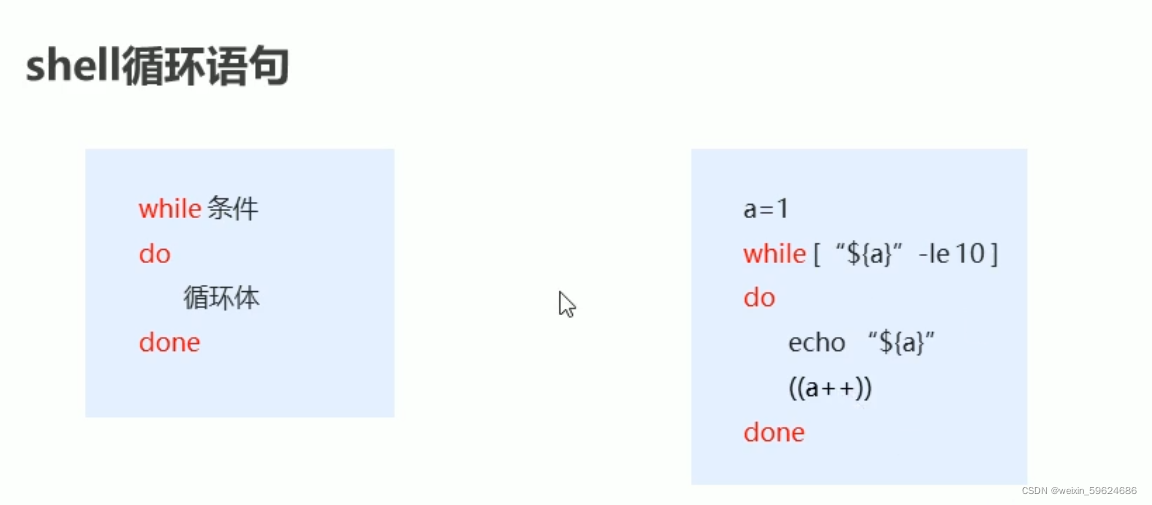 shell循环语句
while 条件
do
循环体
done
a=1
while [ “${a}” -le 10 ]
do
echo “${a}”
((a++))
done
CSDN @weixin_59624686